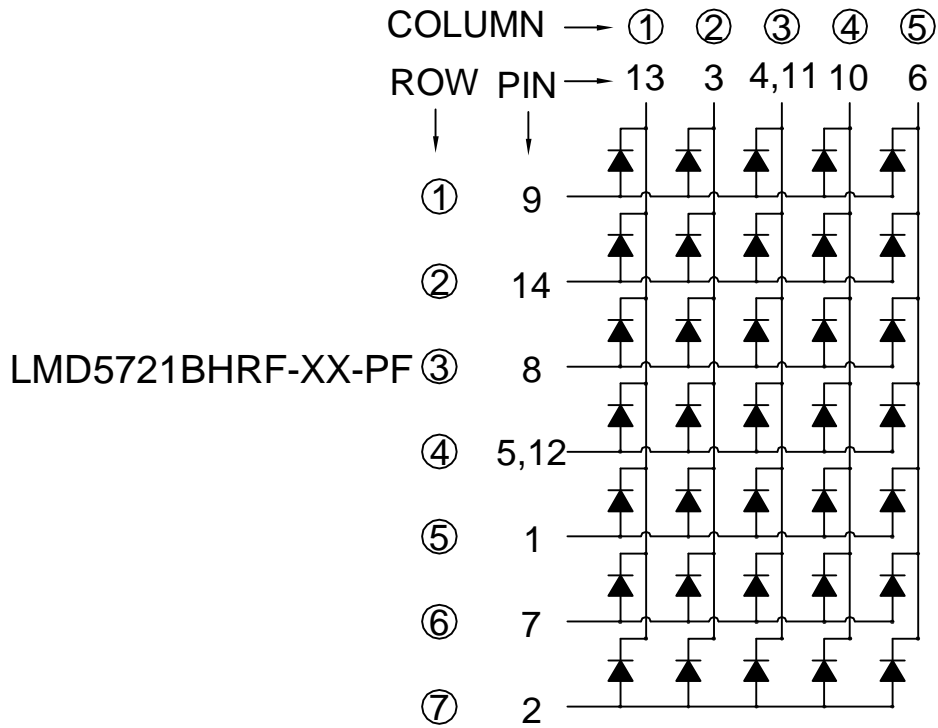 COLUMN ① ② ③ ④ ⑤
ROW PIN 13 3 4,11 10 6
① 9
② 14
LMD5721BHRF-XX-PF ③ 8
④ 5,12
⑤ 1
⑥ 7
⑦ 2